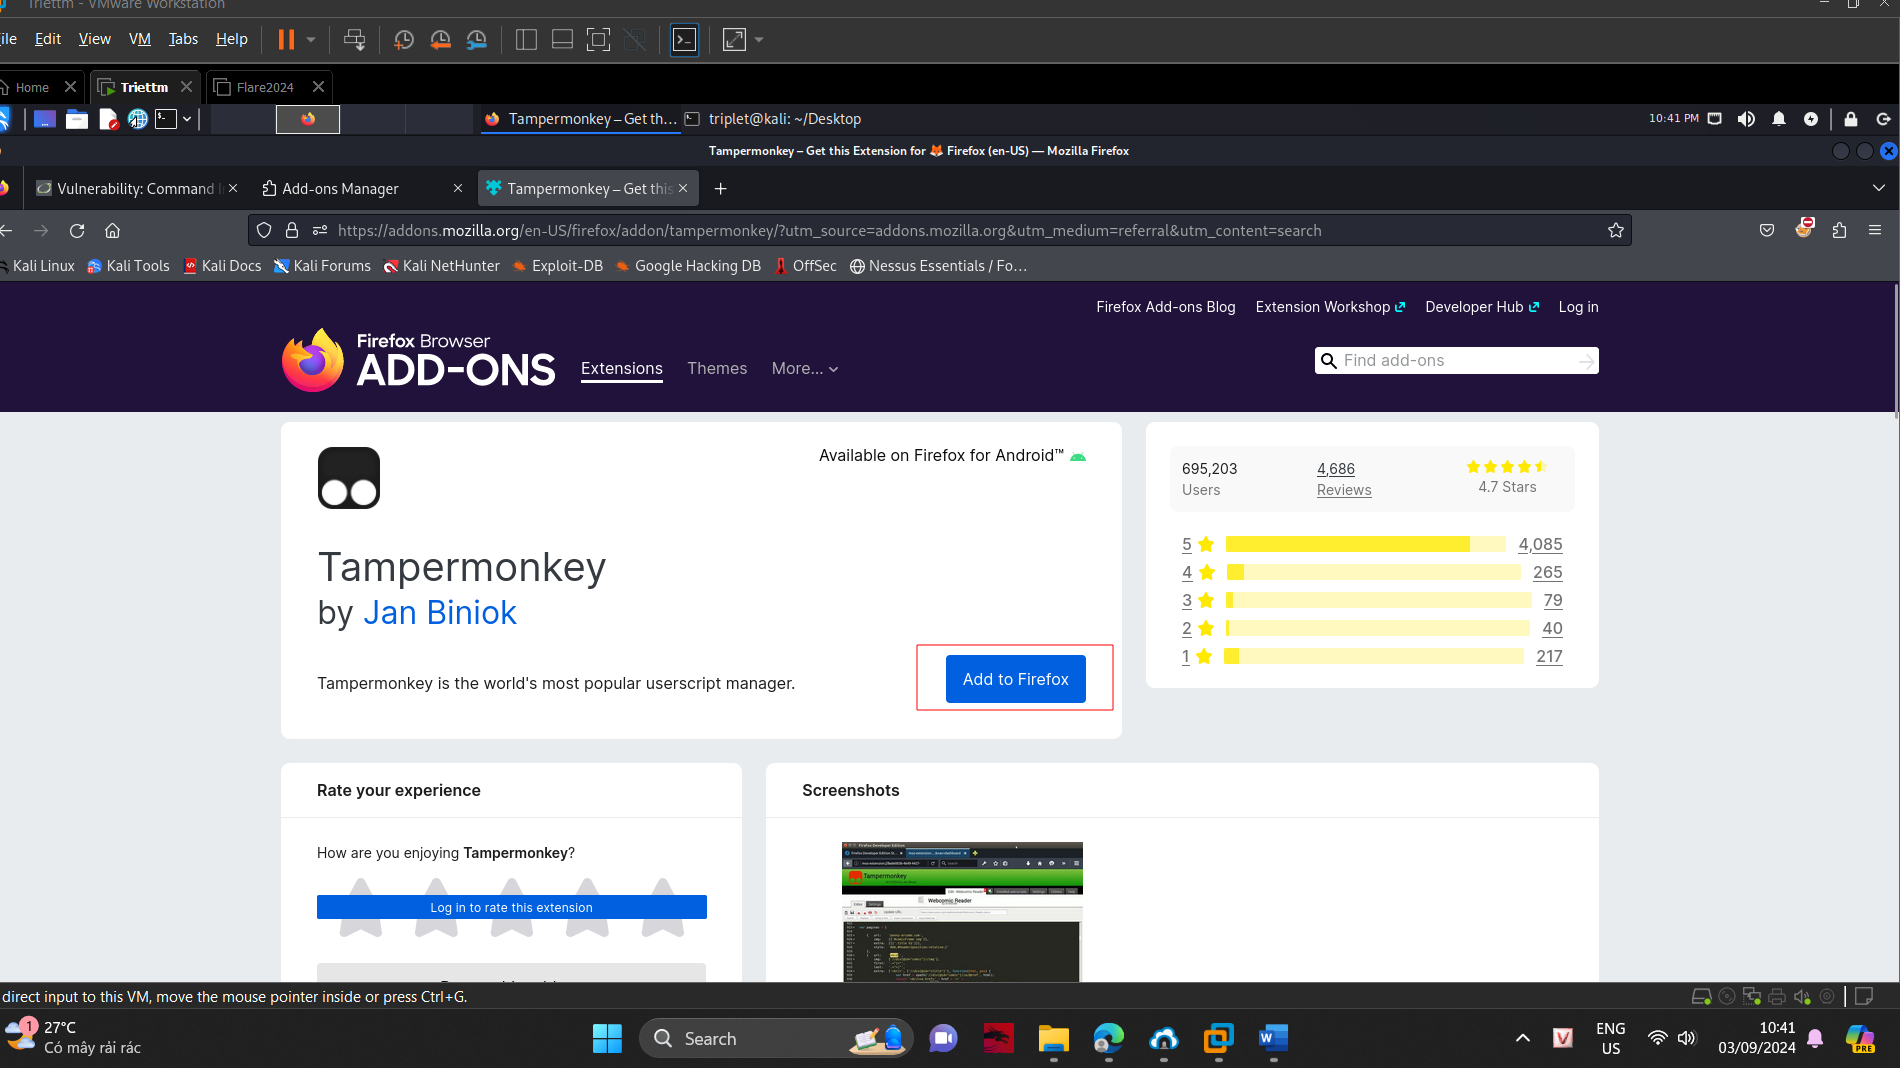 Triettm - VMware Workstation
ile Edit View VM Tabs Help
Home Triettm Flare2024
Tampermonkey – Get th… triplet@kali: ~/Desktop 10:41 PM
Tampermonkey – Get this Extension for 🦊 Firefox (en-US) — Mozilla Firefox
Vulnerability: Command I Add-ons Manager Tampermonkey – Get this
https://addons.mozilla.org/en-US/firefox/addon/tampermonkey/?utm_source=addons.mozilla.org&utm_medium=referral&utm_content=search
Kali Linux Kali Tools Kali Docs Kali Forums Kali NetHunter Exploit-DB Google Hacking DB OffSec Nessus Essentials / Fo…
Firefox Add-ons Blog Extension Workshop Developer Hub Log in
Firefox Browser
ADD-ONS
Extensions Themes More… Find add-ons
Available on Firefox for Android™
Tampermonkey
by Jan Biniok
Tampermonkey is the world's most popular userscript manager.
Add to Firefox
695,203 4,686
Users Reviews 4.7 Stars
5 4,085
4 265
3 79
2 40
1 217
Rate your experience
How are you enjoying Tampermonkey?
Log in to rate this extension
Screenshots
Tampermonkey
Webcomic Reader
direct input to this VM, move the mouse pointer inside or press Ctrl+G.
1 27°C
Có mây rải rác
Search
ENG
US
10:41
03/09/2024
PRE